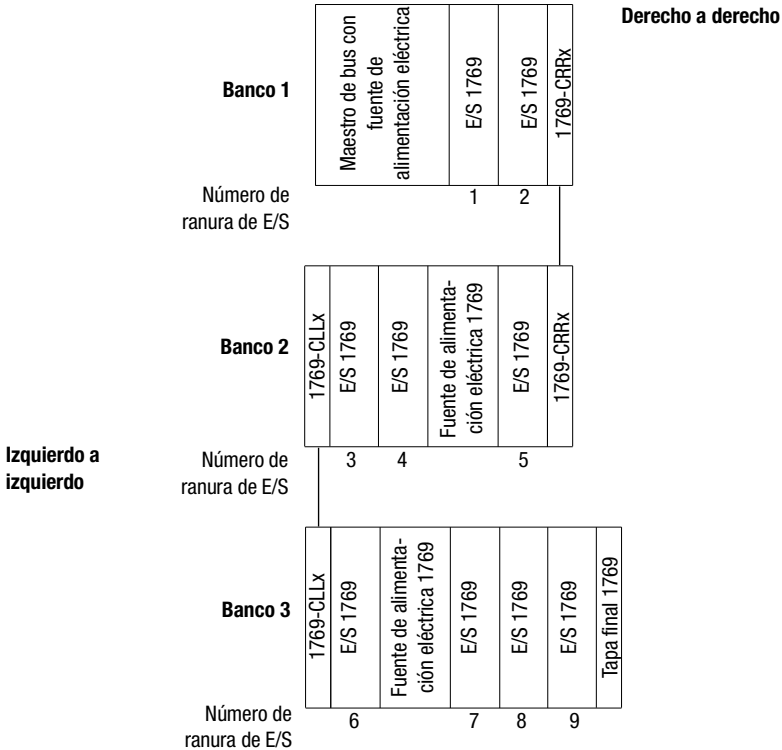 Derecho a derecho
Banco 1
Maestro de bus con
fuente de
alimentación eléctrica
E/S 1769
E/S 1769
1769-CRRx
Número de
ranura de E/S
1
2
Banco 2
1769-CLLx
E/S 1769
E/S 1769
Fuente de alimenta-
ción eléctrica 1769
E/S 1769
1769-CRRx
Izquierdo a
izquierdo
Número de
ranura de E/S
3
4
5
Banco 3
1769-CLLx
E/S 1769
Fuente de alimenta-
ción eléctrica 1769
E/S 1769
E/S 1769
E/S 1769
Tapa final 1769
Número de
ranura de E/S
6
7
8
9